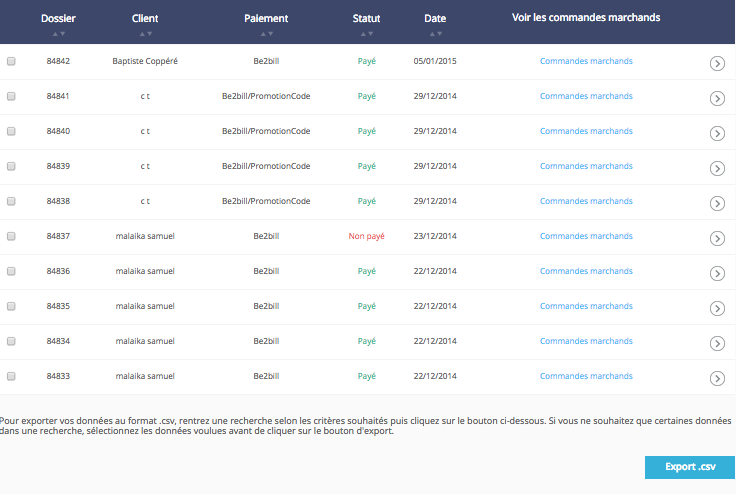 Dossier Client Paiement Statut Date Voir les commandes marchands
84842 Baptiste Coppéré Be2bill Payé 05/01/2015 Commandes marchands
84841 c t Be2bill/PromotionCode Payé 29/12/2014 Commandes marchands
84840 c t Be2bill/PromotionCode Payé 29/12/2014 Commandes marchands
84839 c t Be2bill/PromotionCode Payé 29/12/2014 Commandes marchands
84838 c t Be2bill/PromotionCode Payé 29/12/2014 Commandes marchands
84837 malaika samuel Be2bill Non payé 23/12/2014 Commandes marchands
84836 malaika samuel Be2bill Payé 22/12/2014 Commandes marchands
84835 malaika samuel Be2bill Payé 22/12/2014 Commandes marchands
84834 malaika samuel Be2bill Payé 22/12/2014 Commandes marchands
84833 malaika samuel Be2bill Payé 22/12/2014 Commandes marchands
Pour exporter vos données au format .csv, rentrez une recherche selon les critères souhaités puis cliquez sur le bouton ci-dessous. Si vous ne souhaitez que certaines données
dans une recherche, sélectionnez les données voulues avant de cliquer sur le bouton d'export.
Export .csv